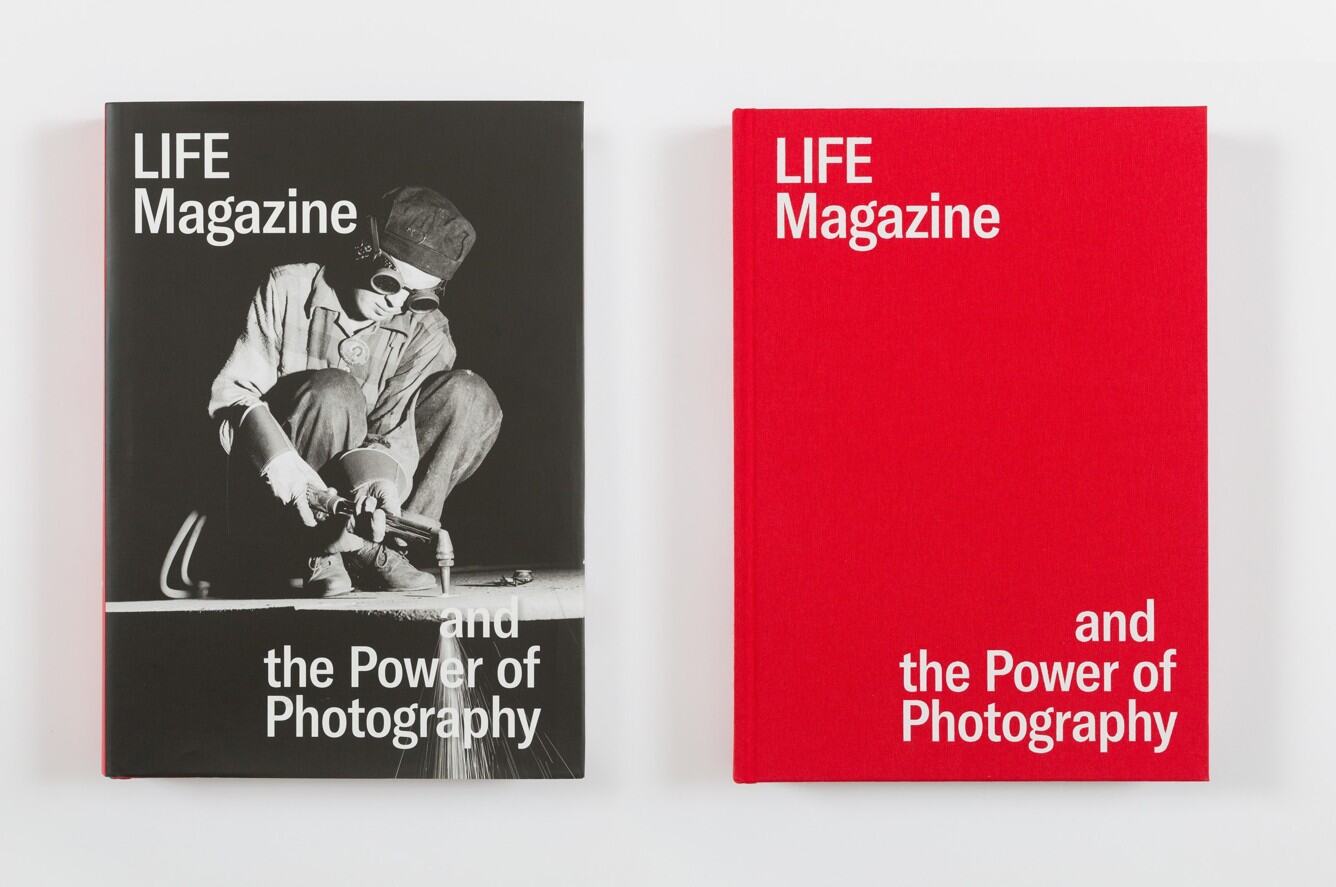 LIFE
Magazine
and
the Power of
Photography
LIFE
Magazine
and
the Power of
Photography